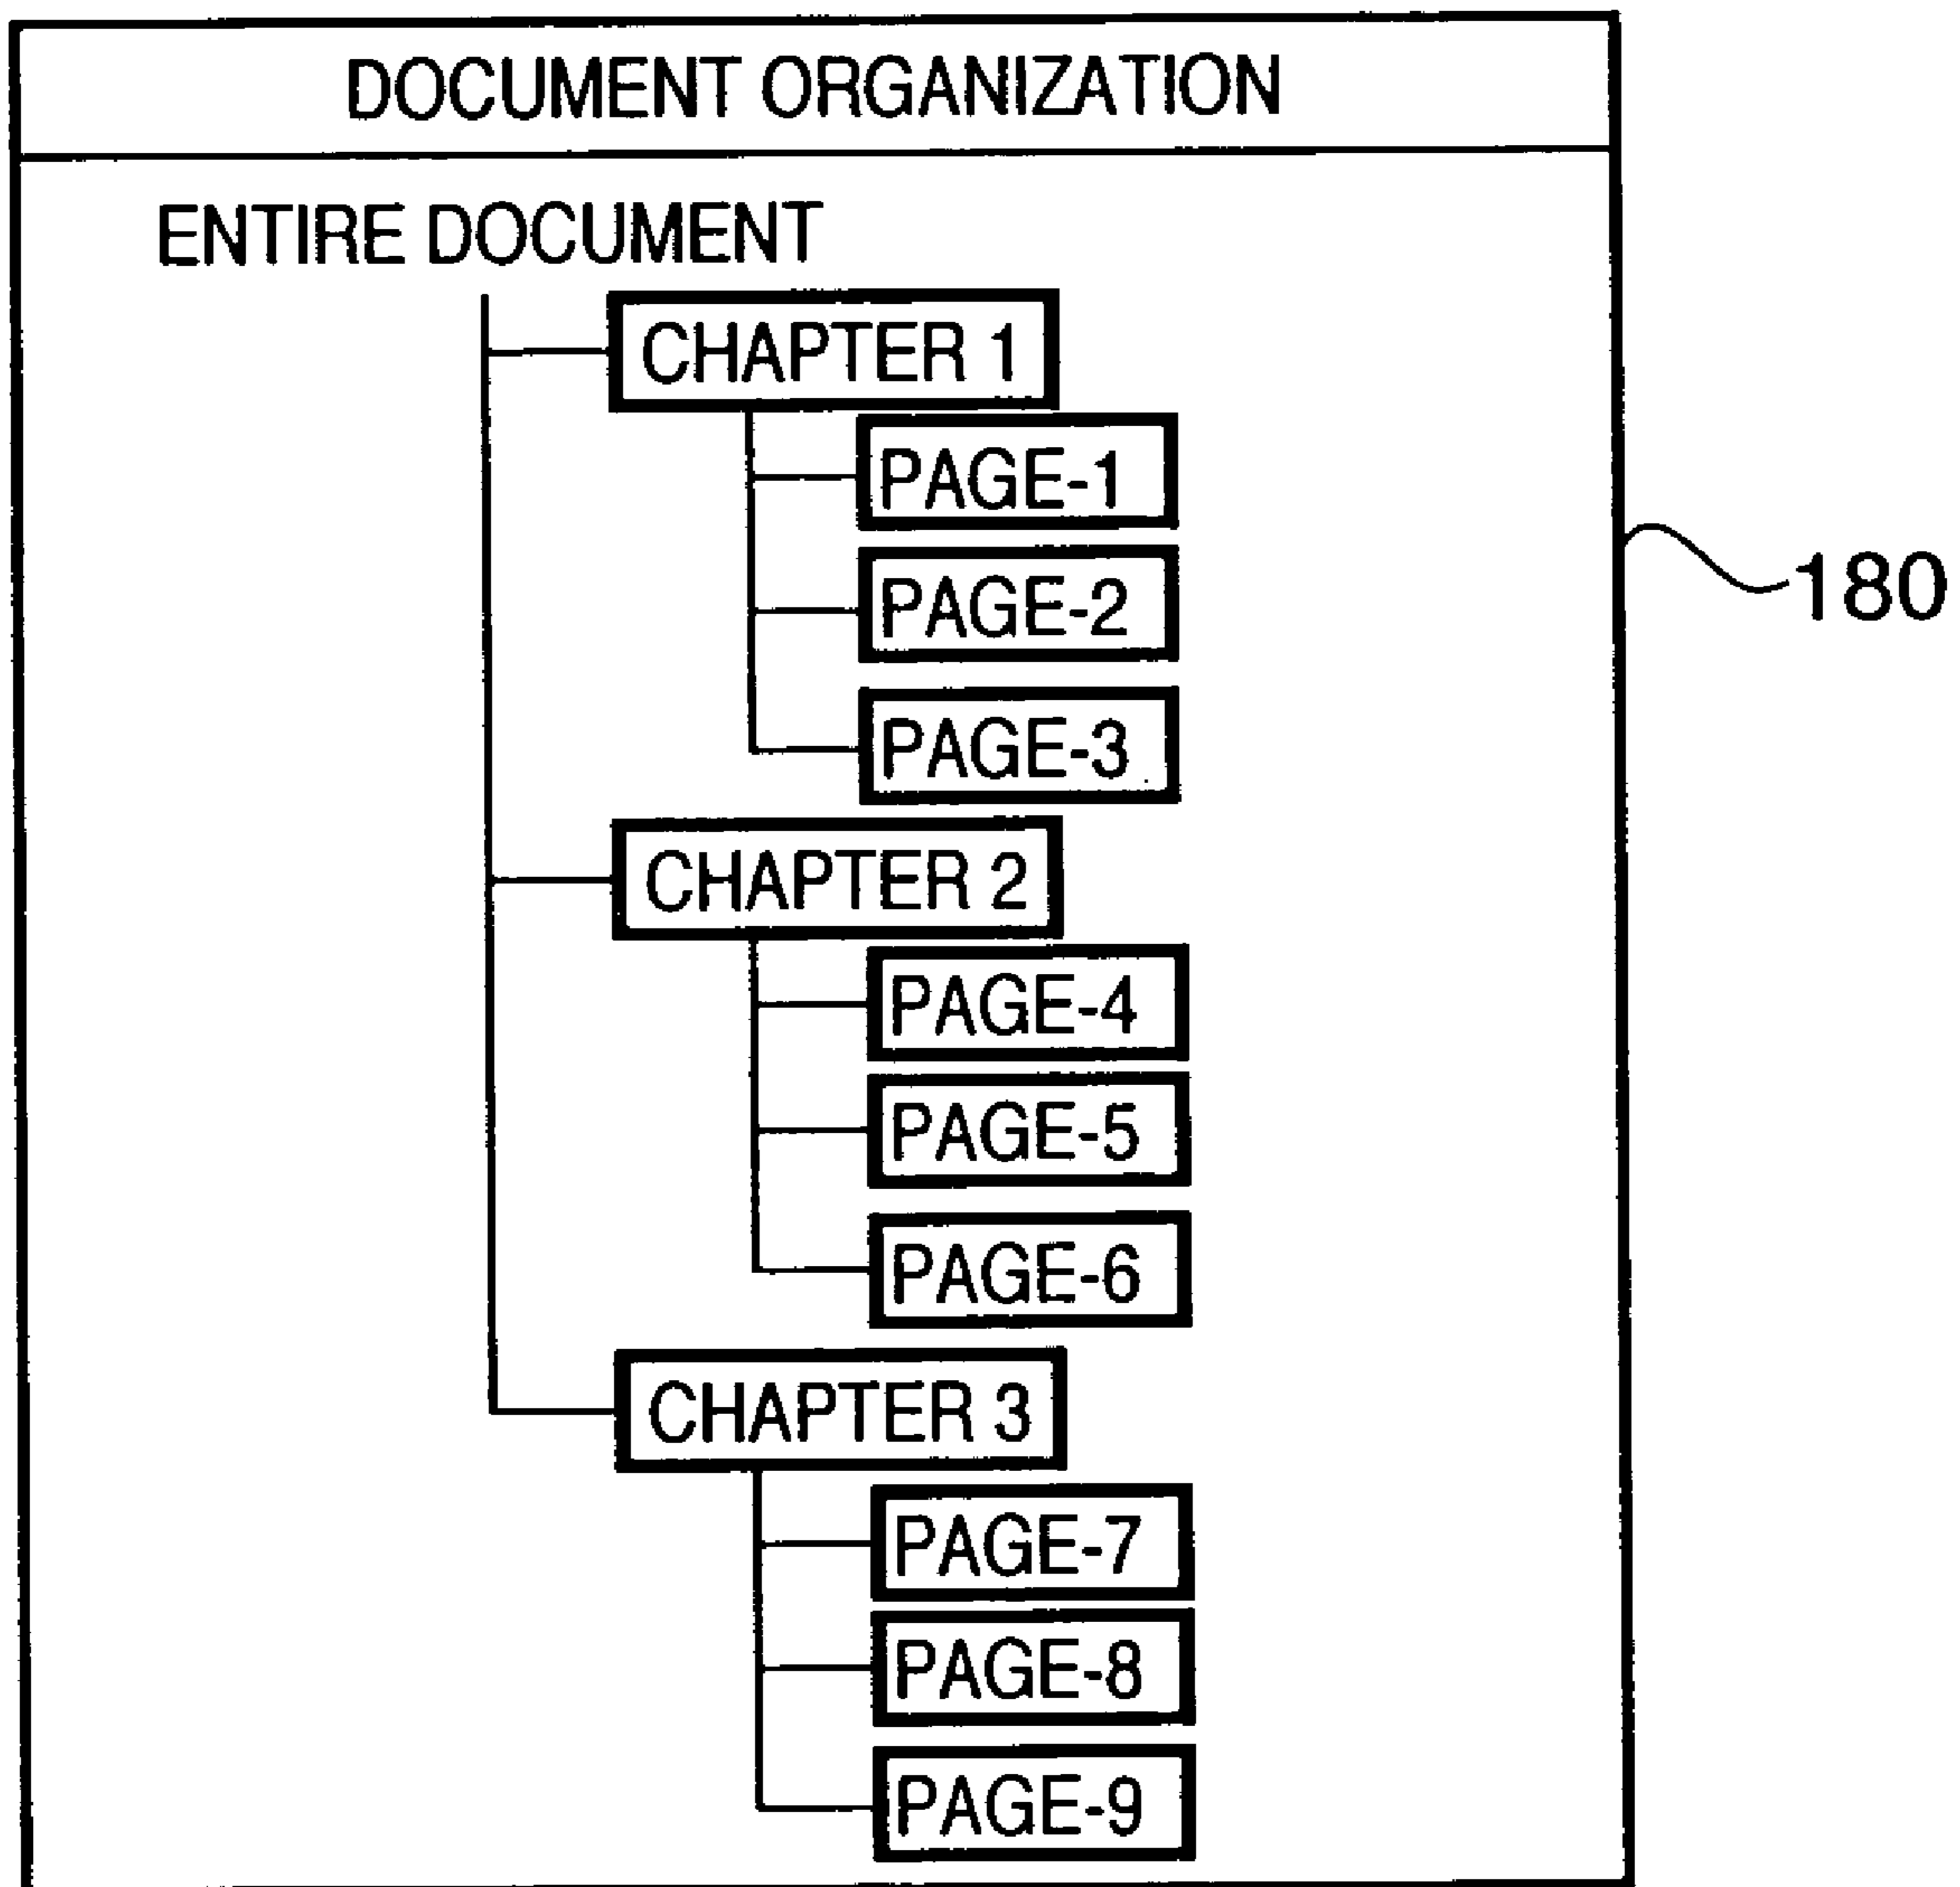 DOCUMENT ORGANIZATION
ENTIRE DOCUMENT
CHAPTER 1
PAGE-1
PAGE-2
180
PAGE-3
CHAPTER 2
PAGE-4
PAGE-5
PAGE-6
CHAPTER 3
PAGE-7
PAGE-8
PAGE-9